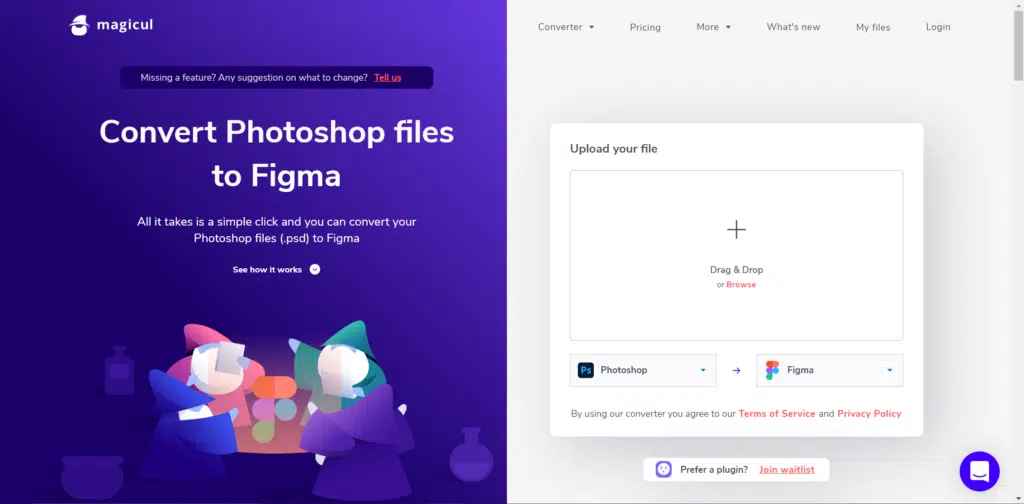 magicul
Missing a feature? Any suggestion on what to change? Tell us
Convert Photoshop files
to Figma
All it takes is a simple click and you can convert your
Photoshop files (.psd) to Figma
See how it works
Converter
Pricing
More
What's new
My files
Login
Upload your file
Drag & Drop
or Browse
Ps Photoshop
Figma
By using our converter you agree to our Terms of Service and Privacy Policy
Prefer a plugin? Join waitlist